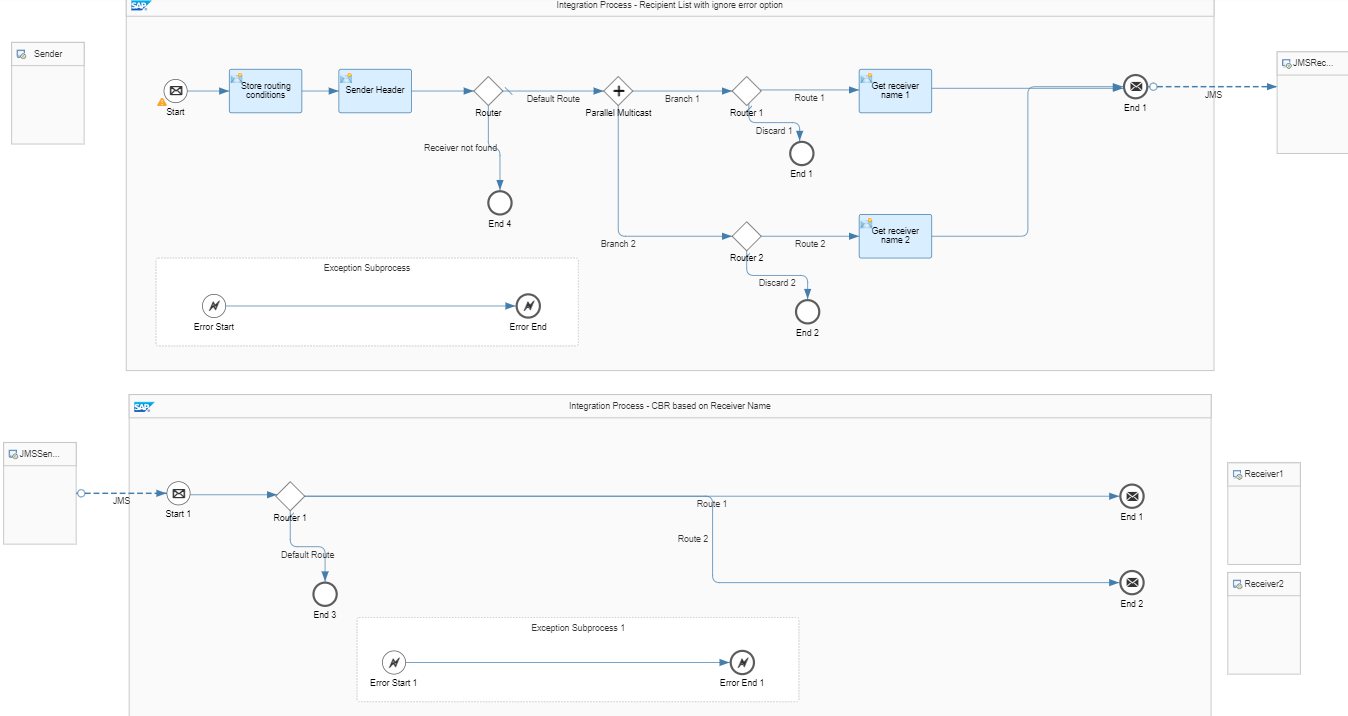 SAP
Integration Process - Recipient List with ignore error option
Sender
JMSRec...
Store routing
conditions
Sender Header
Get receiver
name 1
Start
Router
Default Route
Parallel Multicast
Branch 1
Router 1
Route 1
End 1
JMS
Discard 1
Receiver not found
End 1
End 4
Get receiver
name 2
Branch 2
Router 2
Route 2
Exception Subprocess
Discard 2
Error Start
Error End
End 2
SAP
Integration Process - CBR based on Receiver Name
JMSSen...
Receiver1
JMS
Start 1
Router 1
Route 1
End 1
Route 2
Default Route
Receiver2
End 2
End 3
Exception Subprocess 1
Error Start 1
Error End 1